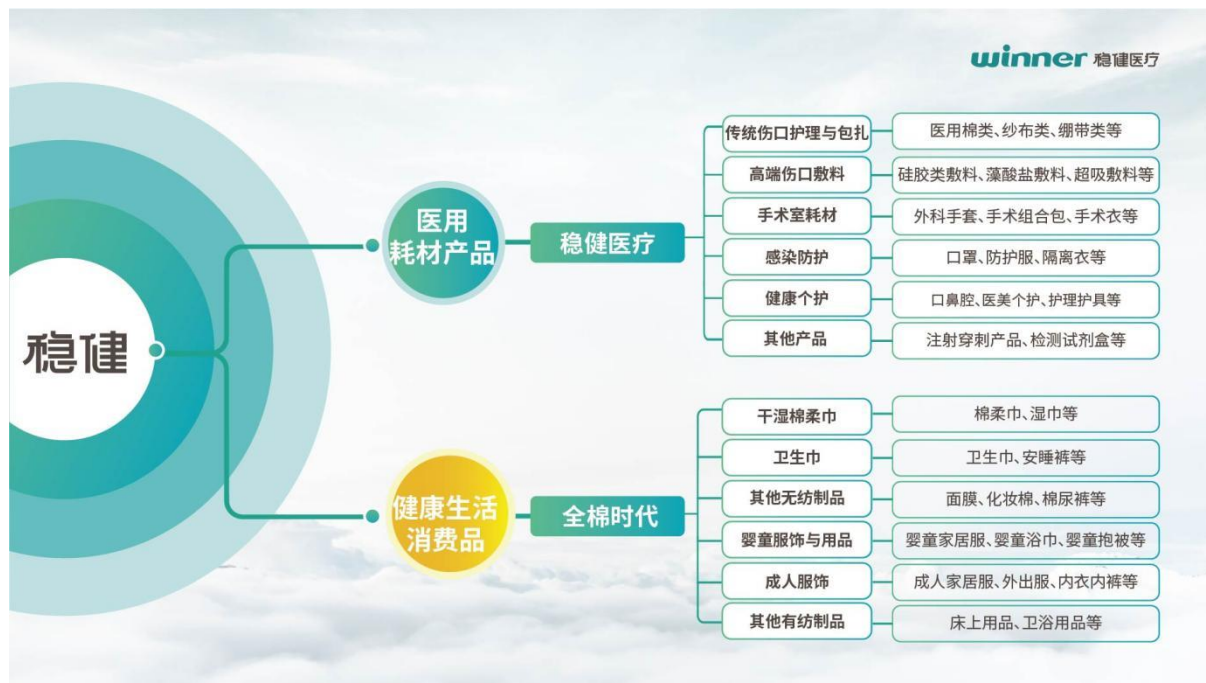 winner 稳健医疗
稳健
医用
耗材产品
稳健医疗
传统伤口护理与包扎
医用棉类、纱布类、绷带类等
高端伤口敷料
硅胶类敷料、藻酸盐敷料、超吸敷料等
手术室耗材
外科手套、手术组合包、手术衣等
感染防护
口罩、防护服、隔离衣等
健康个护
口鼻腔、医美个护、护理护具等
其他产品
注射穿刺产品、检测试剂盒等
健康生活
消费品
全棉时代
干湿棉柔巾
棉柔巾、湿巾等
卫生巾
卫生巾、安睡裤等
其他无纺制品
面膜、化妆棉、棉尿裤等
婴童服饰与用品
婴童家居服、婴童浴巾、婴童抱被等
成人服饰
成人家居服、外出服、内衣内裤等
其他有纺制品
床上用品、卫浴用品等